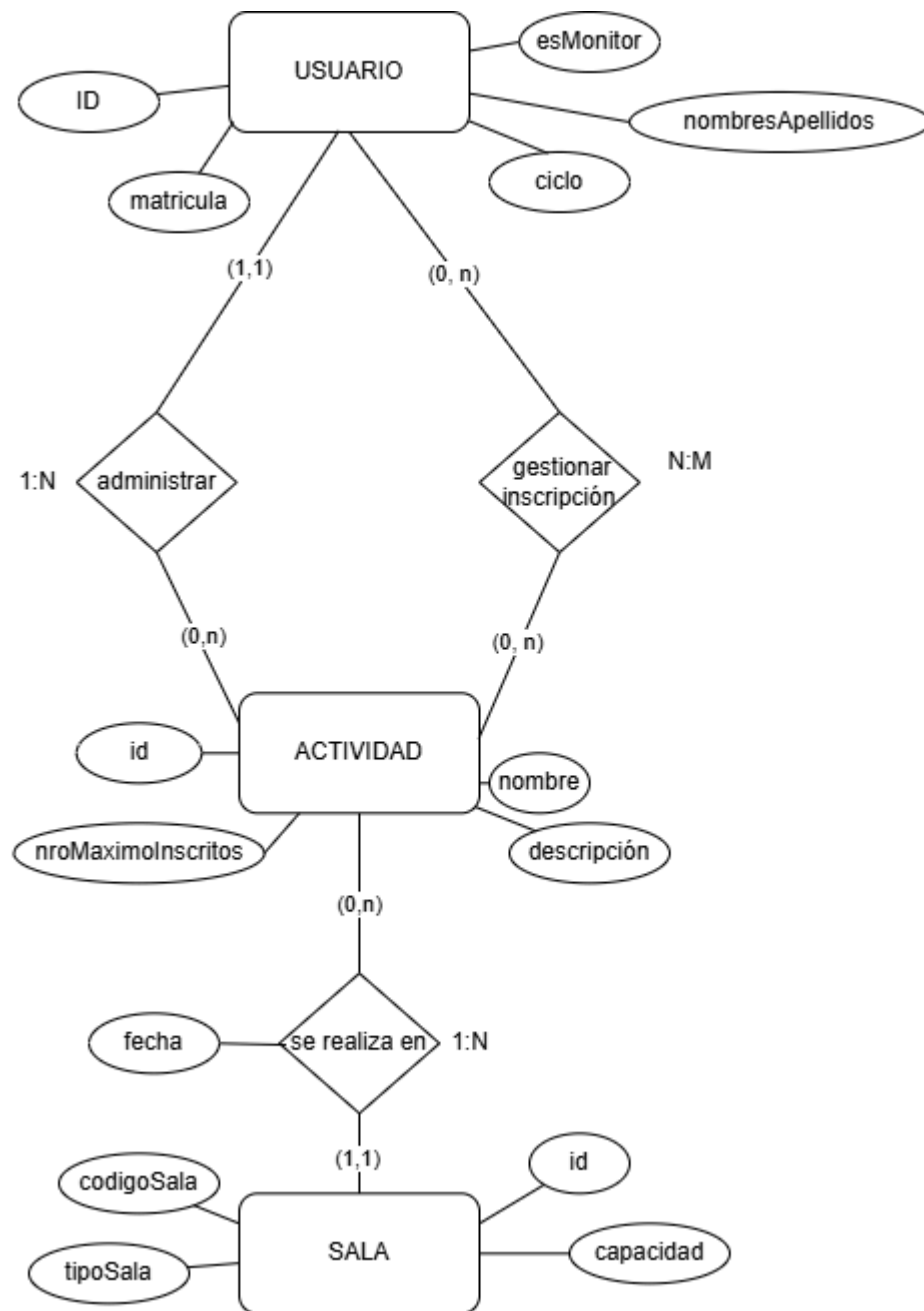 esMonitor
USUARIO
ID
nombresApellidos
matricula
ciclo
(1,1)
(0, n)
1:N
administrar
gestionar
inscripción
N:M
(0,n)
(0, n)
id
ACTIVIDAD
nombre
nroMaximoInscritos
descripción
(0,n)
fecha
se realiza en
1:N
(1,1)
id
codigoSala
SALA
capacidad
tipoSala